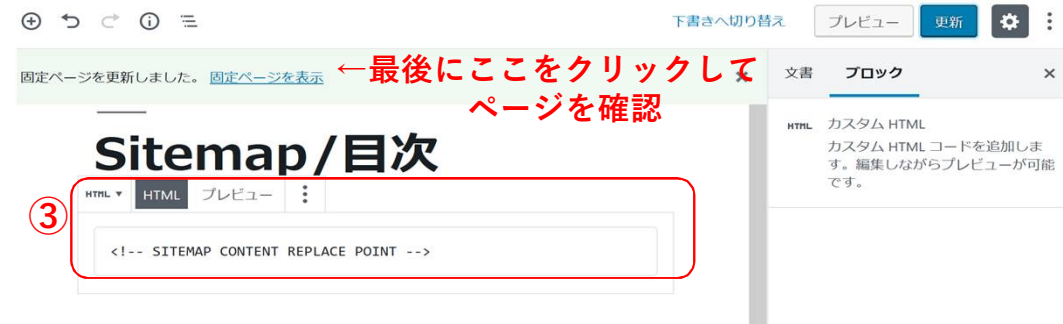 下書きへ切り替え プレビュー 更新
固定ページを更新しました。 固定ページを表示 ←最後にここをクリックして
ページを確認
文書 ブロック ×
Sitemap/目次
HTML カスタム HTML
カスタム HTML コードを追加しま
す。編集しながらプレビューが可能
です。
③
HTML ▼ HTML プレビュー
<!-- SITEMAP CONTENT REPLACE POINT -->